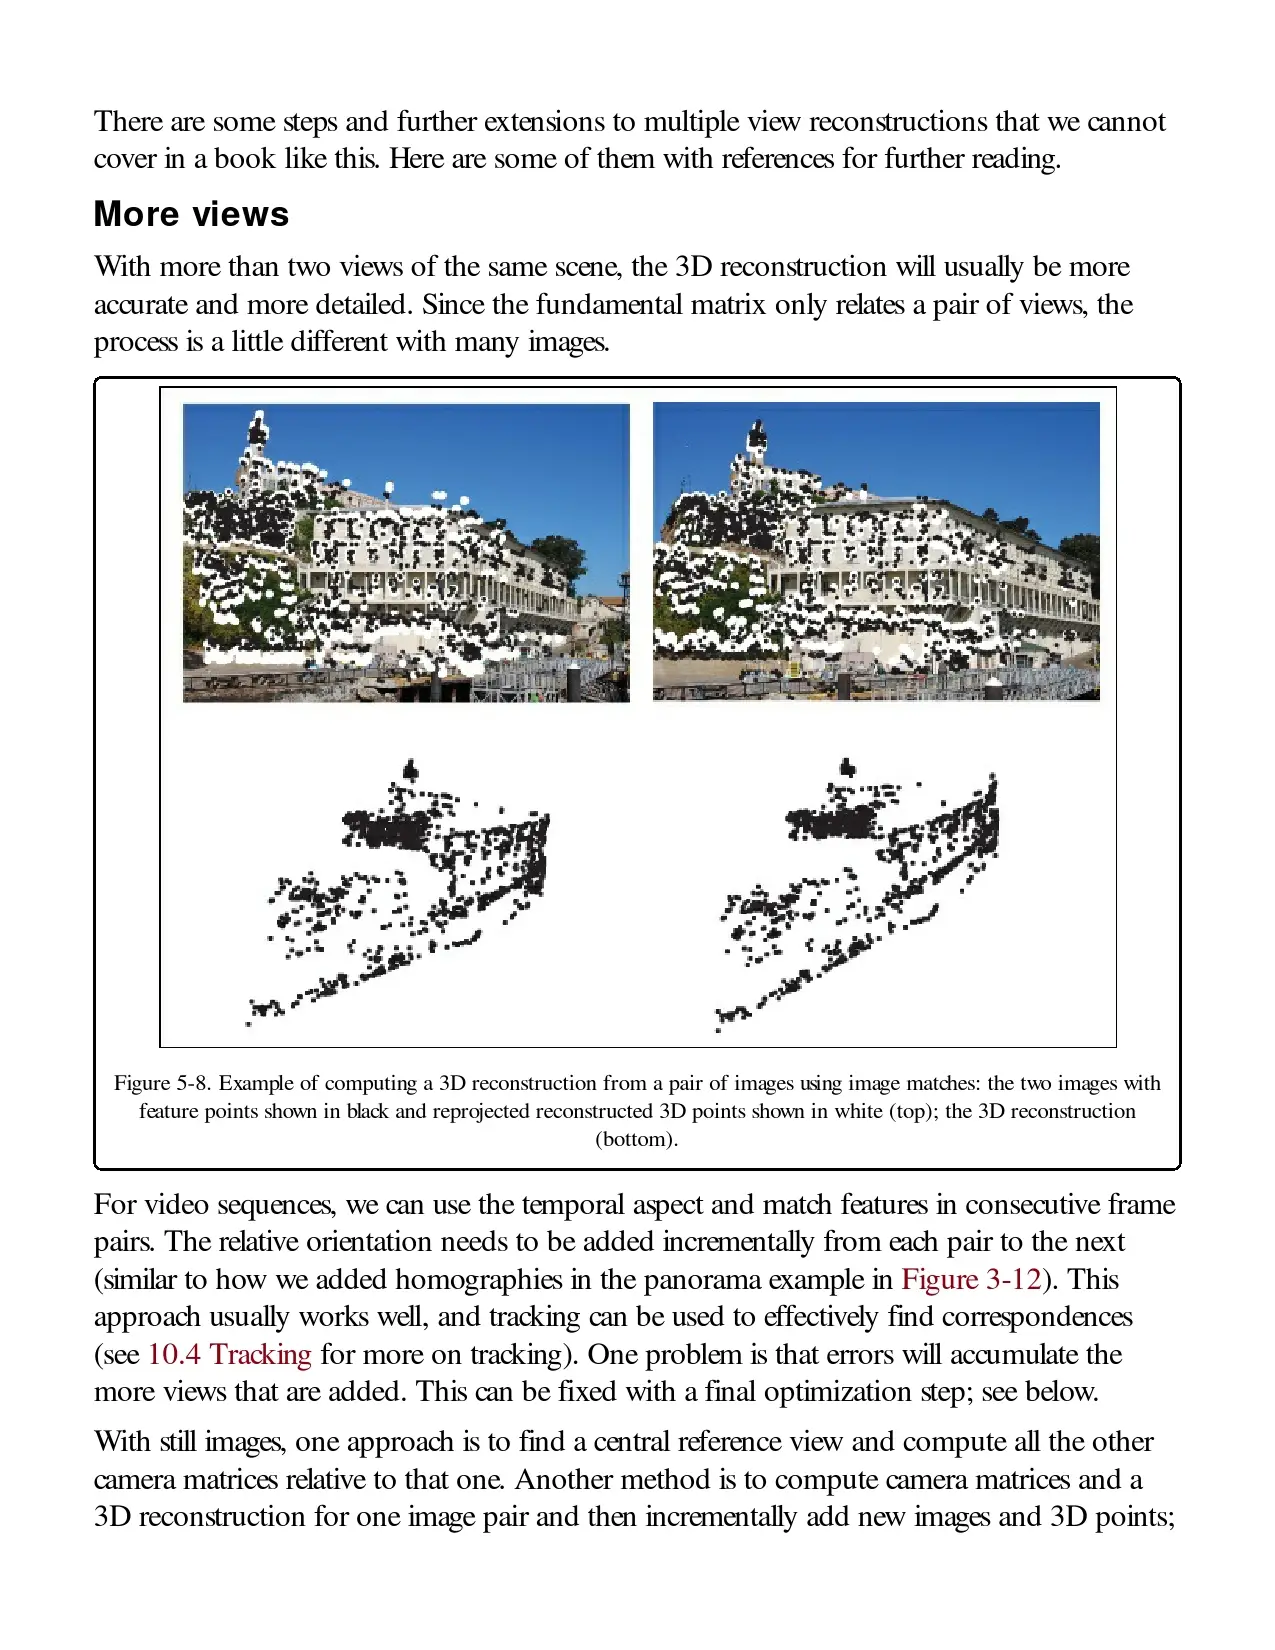 There are some steps and further extensions to multiple view reconstructions that we cannot
cover in a book like this. Here are some of them with references for further reading.
More views
With more than two views of the same scene, the 3D reconstruction will usually be more
accurate and more detailed. Since the fundamental matrix only relates a pair of views, the
process is a little different with many images.
Figure 5-8. Example of computing a 3D reconstruction from a pair of images using image matches: the two images with
feature points shown in black and reprojected reconstructed 3D points shown in white (top); the 3D reconstruction
(bottom).
For video sequences, we can use the temporal aspect and match features in consecutive frame
pairs. The relative orientation needs to be added incrementally from each pair to the next
(similar to how we added homographies in the panorama example in Figure 3-12). This
approach usually works well, and tracking can be used to effectively find correspondences
(see 10.4 Tracking for more on tracking). One problem is that errors will accumulate the
more views that are added. This can be fixed with a final optimization step; see below.
With still images, one approach is to find a central reference view and compute all the other
camera matrices relative to that one. Another method is to compute camera matrices and a
3D reconstruction for one image pair and then incrementally add new images and 3D points;